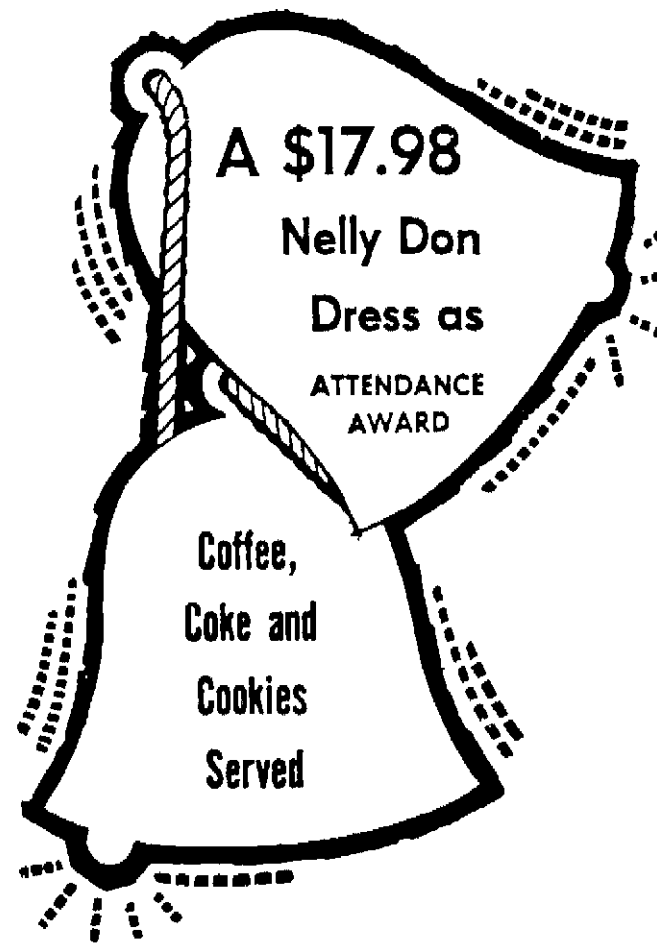 A $17.98
Nelly Don
Dress as
ATTENDANCE
AWARD
Coffee,
Coke and
Cookies
Served